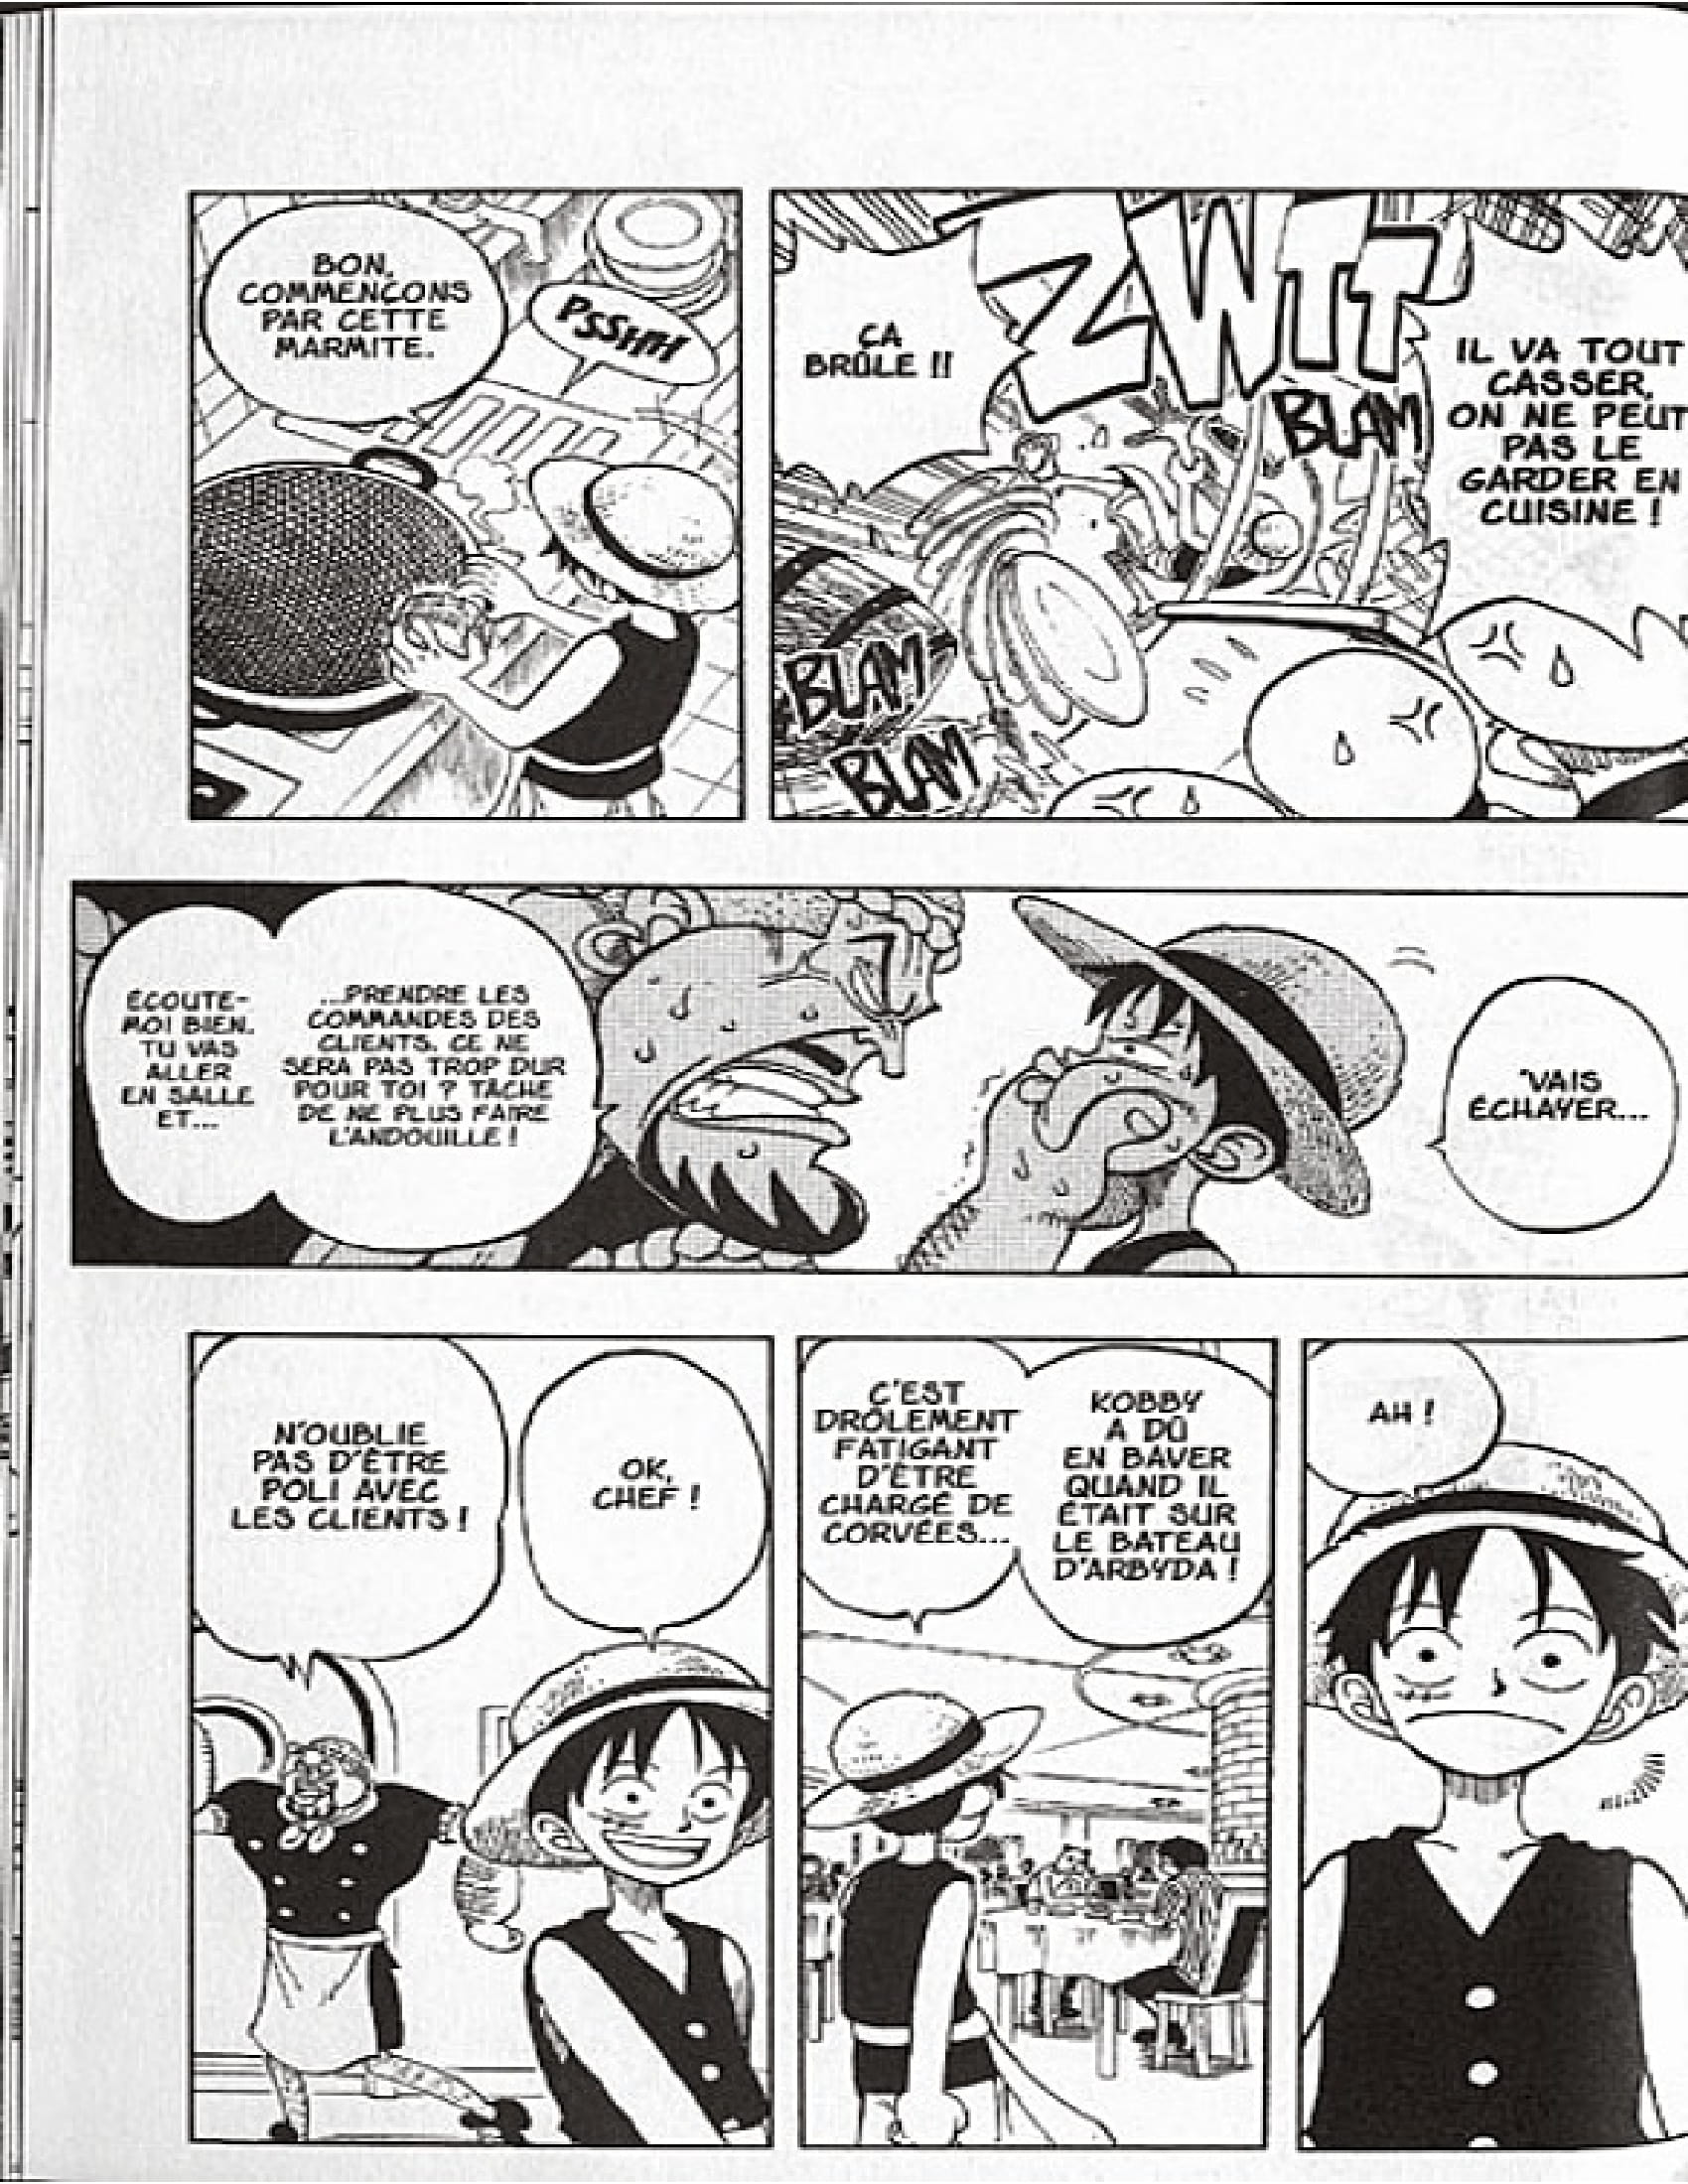 BON,
COMMENÇONS
PAR CETTE
MARMITE.
PSSHH
ÇA
BRÛLE !!
ZWTT
BLAM
IL VA TOUT
CASSER,
ON NE PEUT
PAS LE
GARDER EN
CUISINE !
BLAM
BLAM
ÉCOUTE-
MOI BIEN.
TU VAS
ALLER
EN SALLE
ET...
...PRENDRE LES
COMMANDES DES
CLIENTS. CE NE
SERA PAS TROP DUR
POUR TOI ? TÂCHE
DE NE PLUS FAIRE
L'ANDOUILLE !
'VAIS
ÉCHAYER...
N'OUBLIE
PAS D'ÊTRE
POLI AVEC
LES CLIENTS !
OK,
CHEF !
C'EST
DRÔLEMENT
FATIGANT
D'ÊTRE
CHARGÉ DE
CORVÉES...
KOBBY
A DÛ
EN BAVER
QUAND IL
ÉTAIT SUR
LE BATEAU
D'ARBYDA !
AH !